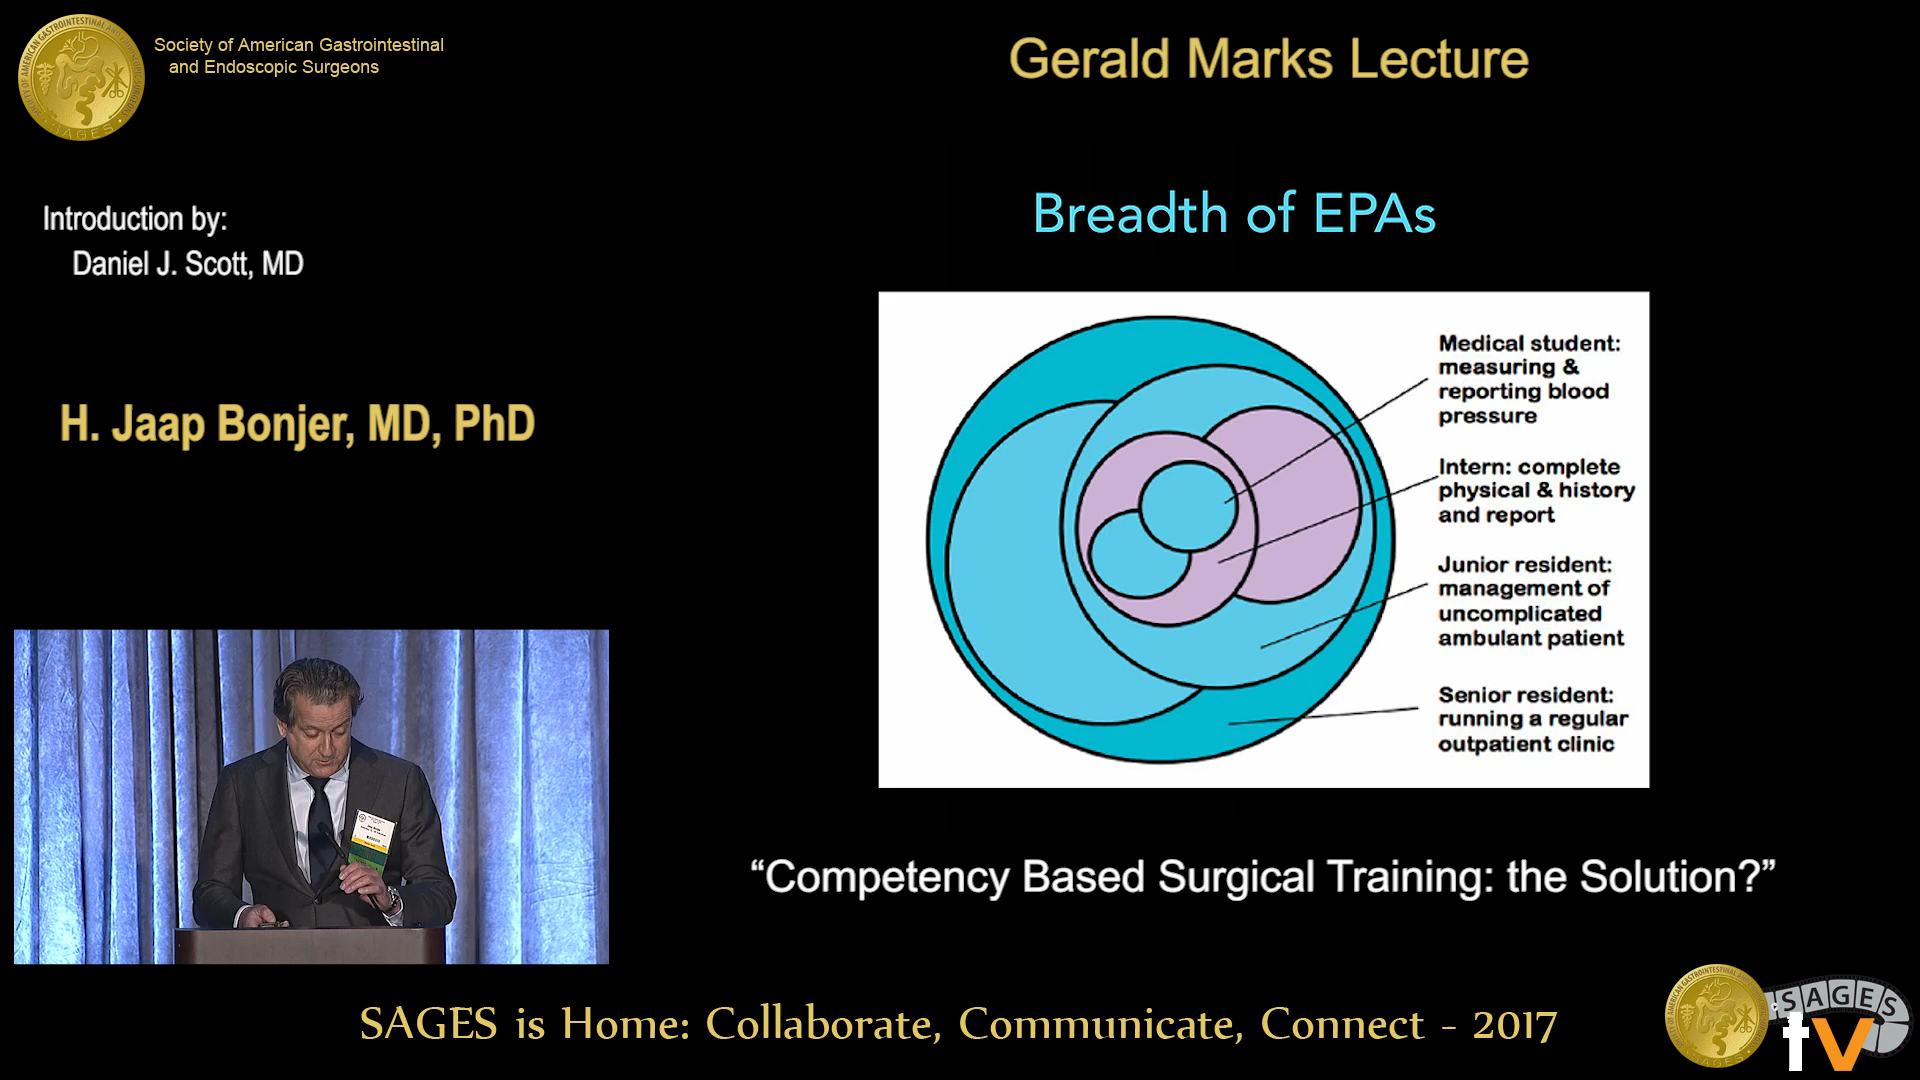 Society of American Gastrointestinal
and Endoscopic Surgeons
Gerald Marks Lecture
Introduction by:
Daniel J. Scott, MD
Breadth of EPAs
H. Jaap Bonjer, MD, PhD
Medical student:
measuring &
reporting blood
pressure
Intern: complete
physical & history
and report
Junior resident:
management of
uncomplicated
ambulant patient
Senior resident:
running a regular
outpatient clinic
“Competency Based Surgical Training: the Solution?”
SAGES is Home: Collaborate, Communicate, Connect - 2017
SAGES
tv